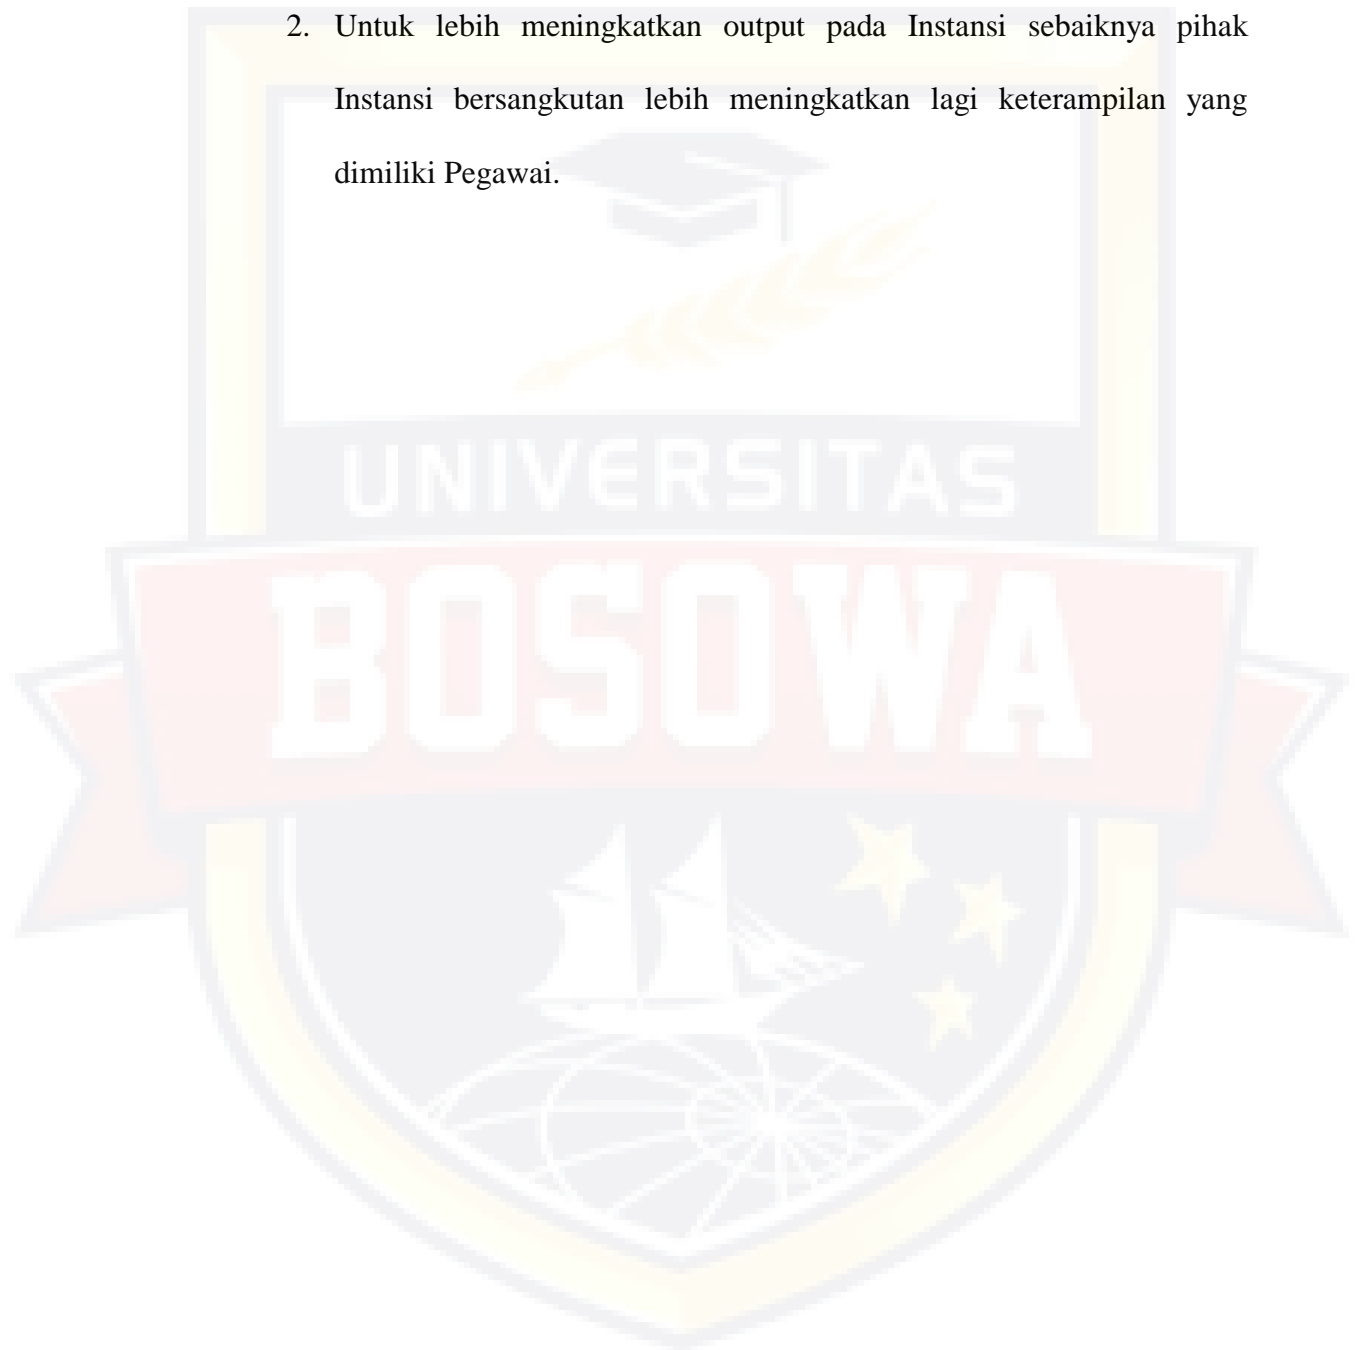 2. Untuk lebih meningkatkan output pada Instansi sebaiknya pihak
Instansi bersangkutan lebih meningkatkan lagi keterampilan yang
dimiliki Pegawai.
UNIVERSITAS
BOSOWA